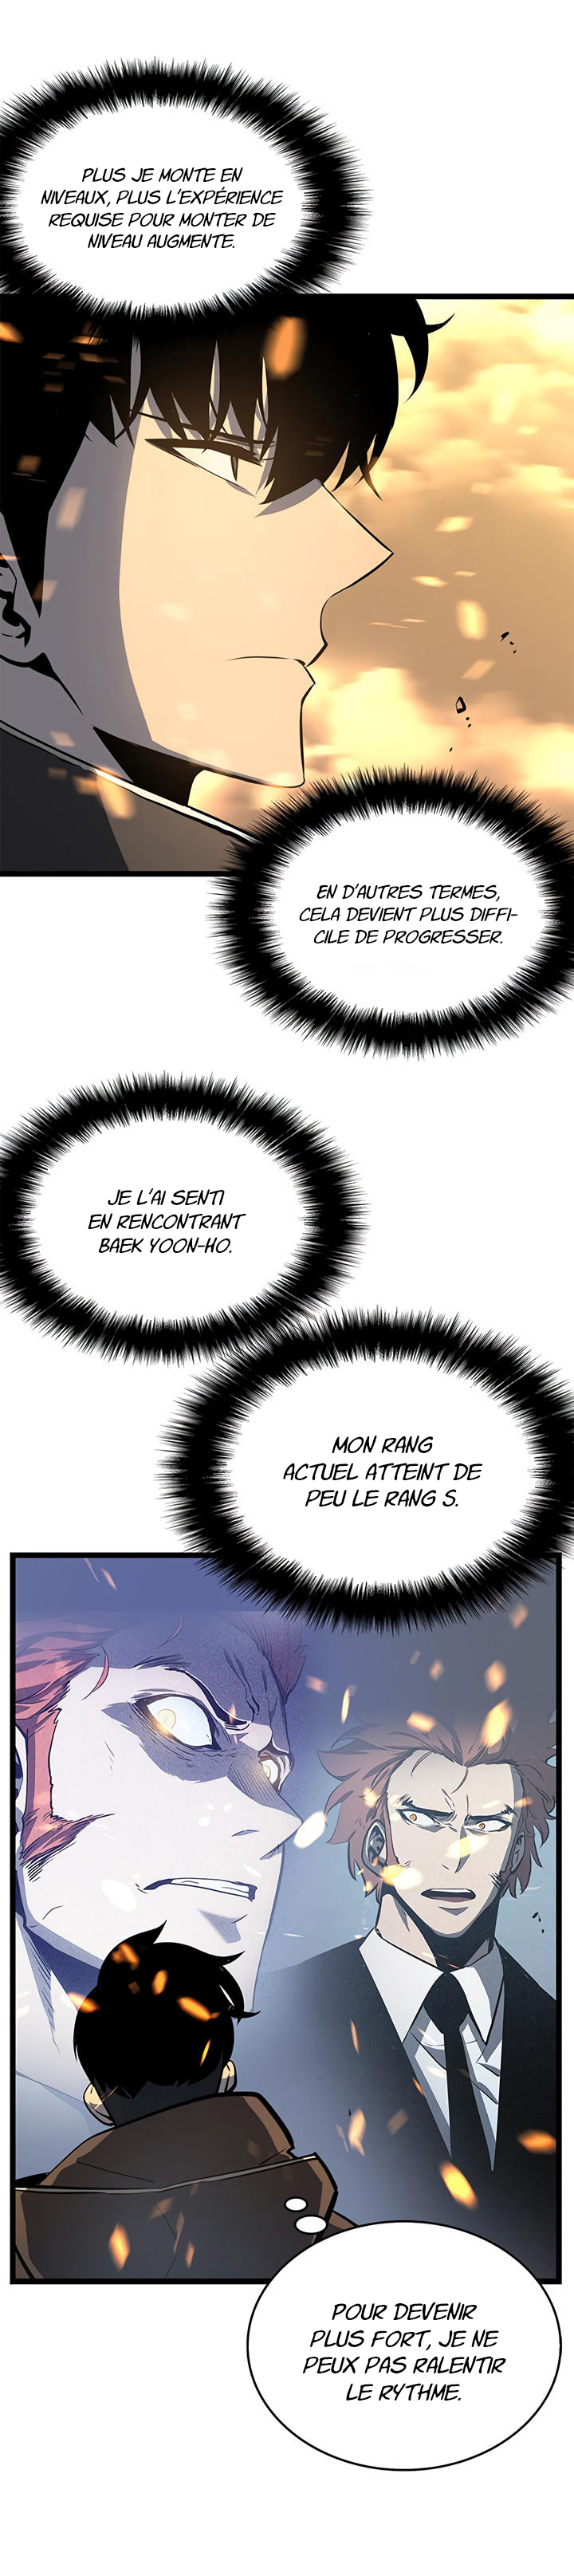 PLUS JE MONTE EN
NIVEAUX, PLUS L'EXPÉRIENCE
REQUISE POUR MONTER DE
NIVEAU AUGMENTE.
EN D'AUTRES TERMES,
CELA DEVIENT PLUS DIFFI-
CILE DE PROGRESSER.
JE L'AI SENTI
EN RENCONTRANT
BAEK YOON-HO.
MON RANG
ACTUEL ATTEINT DE
PEU LE RANG S.
POUR DEVENIR
PLUS FORT, JE NE
PEUX PAS RALENTIR
LE RYTHME.